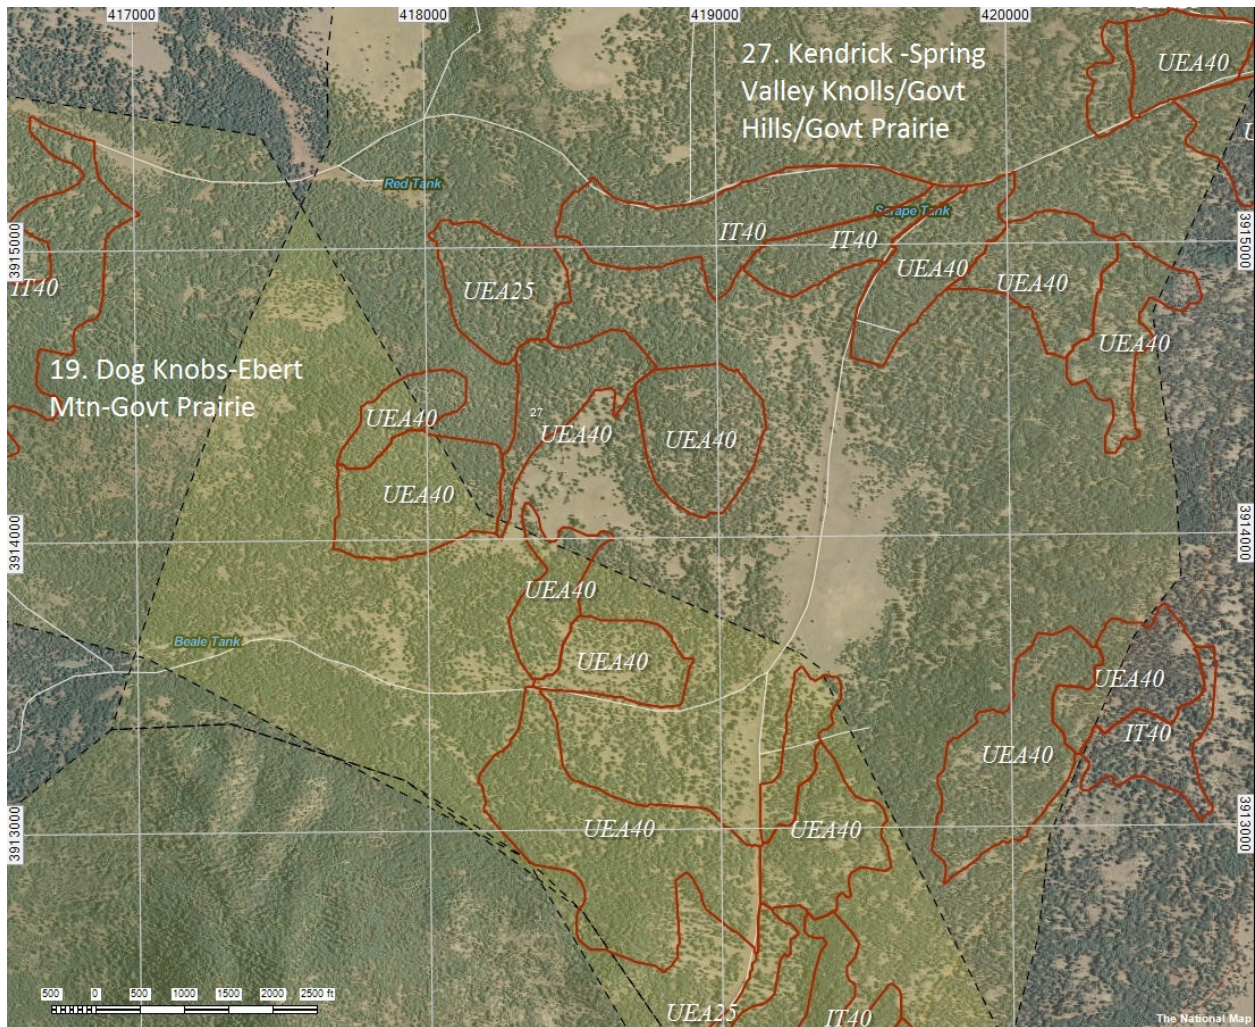 417000
418000
419000
420000
27. Kendrick -Spring
Valley Knolls/Govt
Hills/Govt Prairie
UEA40
Red Tank
Scrape Tank
3915000
IT40
IT40
3915000
IT40
UEA25
UEA40
UEA40
UEA40
19. Dog Knobs-Ebert
Mtn-Govt Prairie
27
UEA40
UEA40
UEA40
UEA40
3914000
3914000
UEA40
Beale Tank
UEA40
UEA40
IT40
UEA40
3913000
UEA40
UEA40
3913000
500 0 500 1000 1500 2000 2500 ft
UEA25
IT40
The National Map